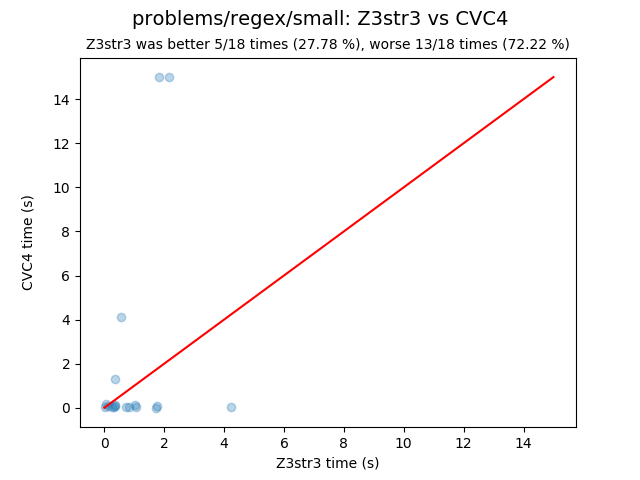 problems/regex/small: Z3str3 vs CVC4
Z3str3 was better 5/18 times (27.78 %), worse 13/18 times (72.22 %)
14
12
10
8
6
4
2
0
CVC4 time (s)
0 2 4 6 8 10 12 14
Z3str3 time (s)